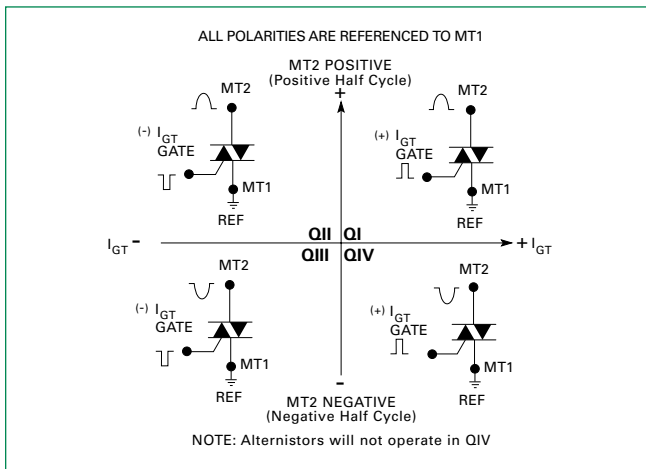 ALL POLARITIES ARE REFERENCED TO MT1
MT2 POSITIVE
(Positive Half Cycle)
+
MT2
(-) IGT
GATE
MT1
REF
MT2
(+) IGT
GATE
MT1
REF
IGT -
QII QI
QIII QIV
+ IGT
MT2
(-) IGT
GATE
MT1
REF
MT2
(+) IGT
GATE
MT1
REF
-
MT2 NEGATIVE
(Negative Half Cycle)
NOTE: Alternistors will not operate in QIV